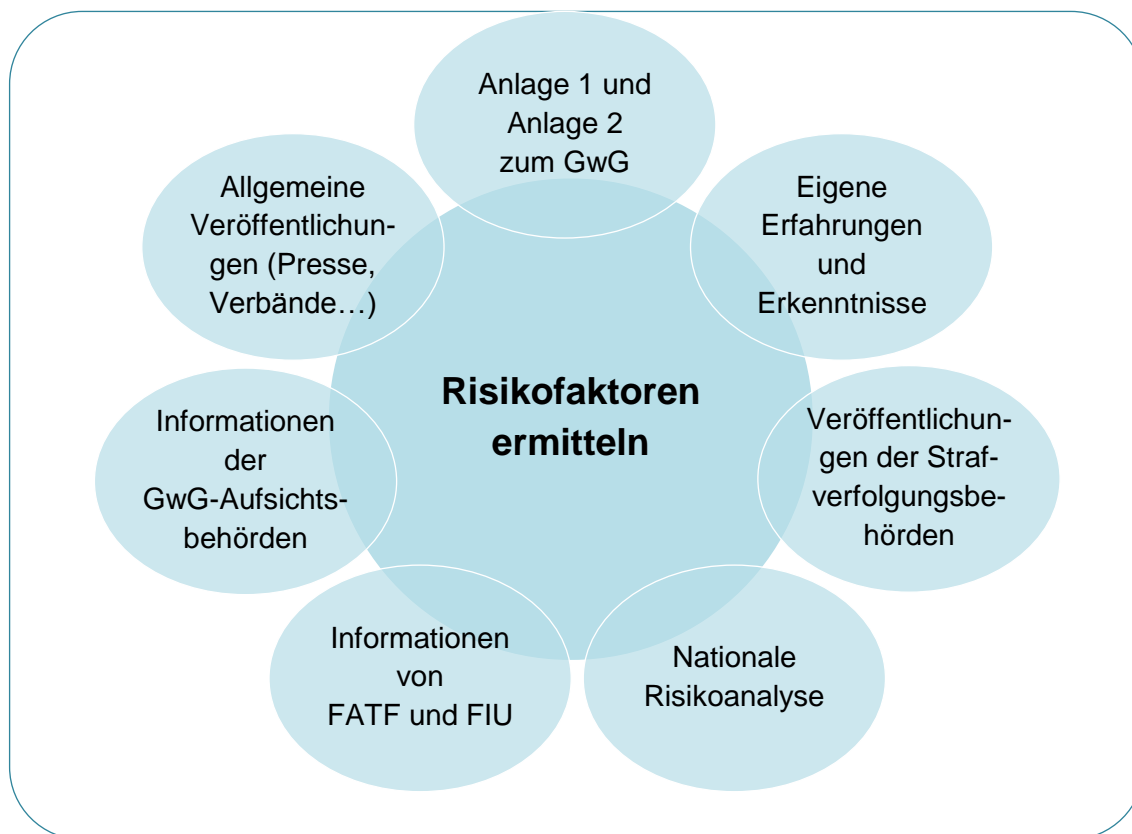 Anlage 1 und
Anlage 2
zum GwG
Eigene
Erfahrungen
und
Erkenntnisse
Veröffentlichun-
gen der Straf-
verfolgungsbe-
hörden
Nationale
Risikoanalyse
Informationen
von
FATF und FIU
Informationen
der
GwG-Aufsichts-
behörden
Allgemeine
Veröffentlichun-
gen (Presse,
Verbände…)
Risikofaktoren
ermitteln